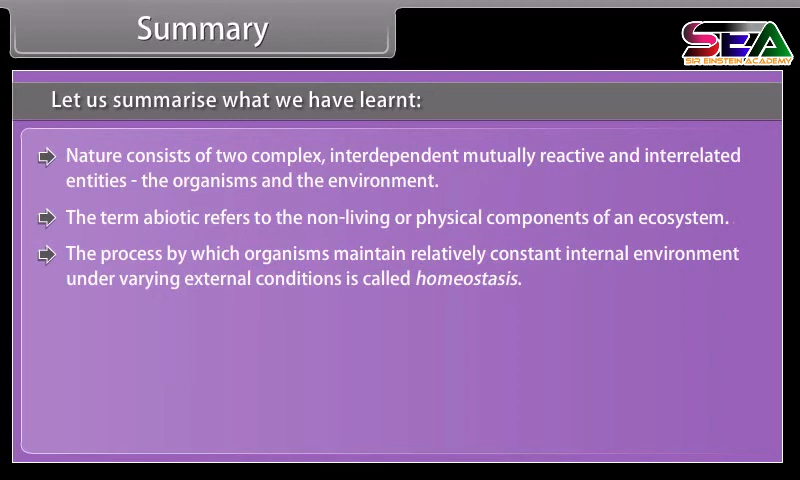 Summary
SEA
SIR EINSTEIN ACADEMY
Let us summarise what we have learnt:
Nature consists of two complex, interdependent mutually reactive and interrelated
entities - the organisms and the environment.
The term abiotic refers to the non-living or physical components of an ecosystem.
The process by which organisms maintain relatively constant internal environment
under varying external conditions is called homeostasis.